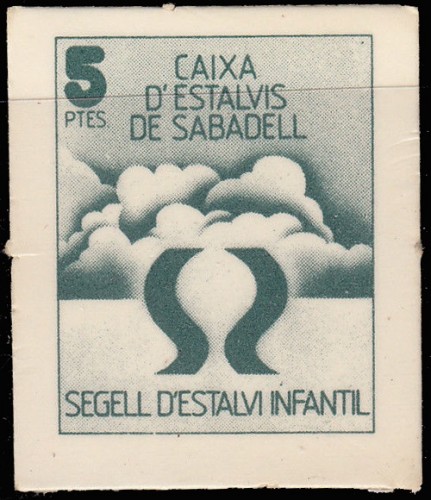 5
PTES.
CAIXA
D'ESTALVIS
DE SABADELL
SEGELL D'ESTALVI INFANTIL